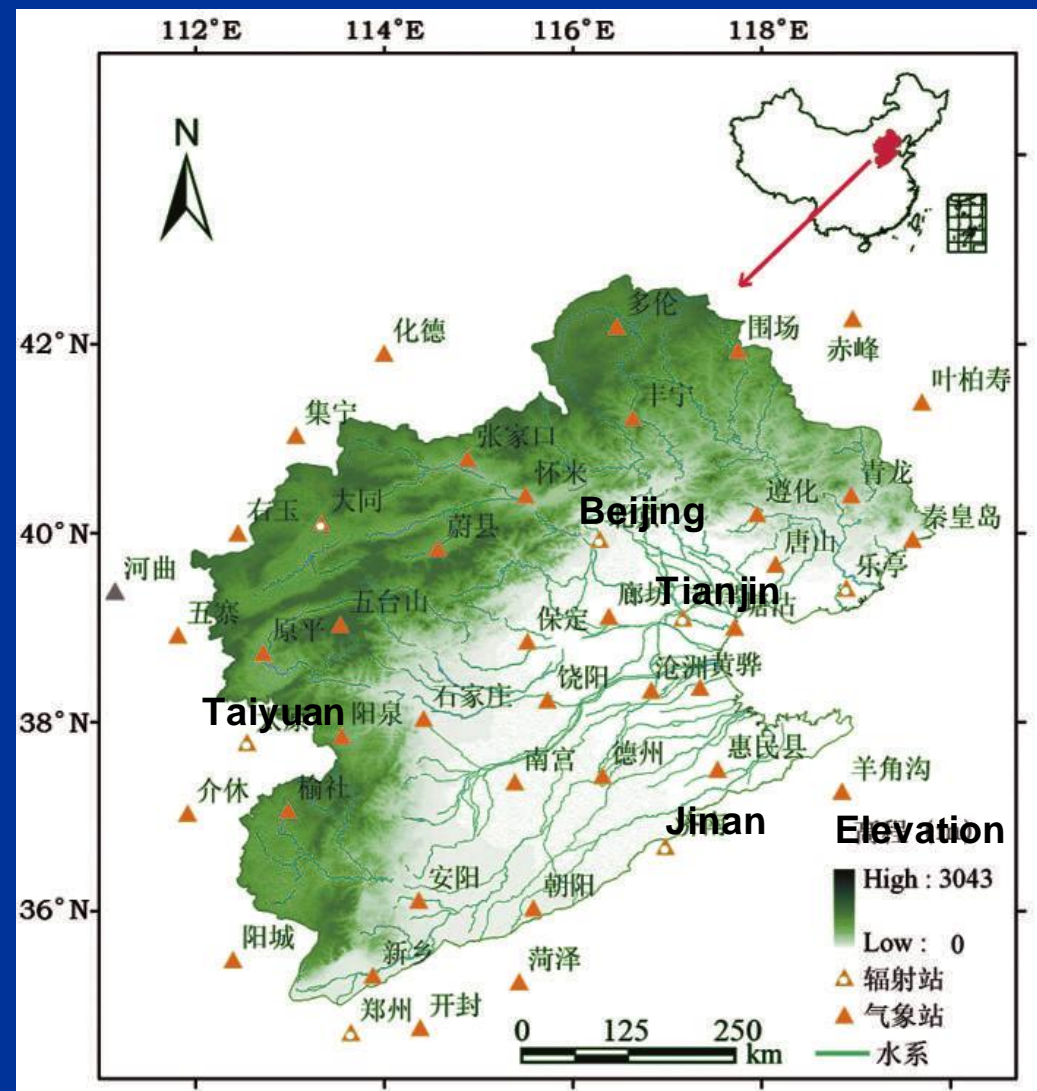 112°E 114°E 116°E 118°E
N
42°N
40°N
38°N
36°N
多伦
围场
化德
赤峰
叶柏寿
丰宁
集宁
张家口
怀来
青龙
遵化
大同
右玉
Beijing
秦皇岛
蔚县
唐山
乐亭
河曲
Tianjin
廊坊
塘沽
五寨
五台山
原平
保定
沧洲
黄骅
饶阳
石家庄
Taiyuan
阳泉
南宫
德州
惠民县
羊角沟
介休
榆社
Jinan
Elevation
High : 3043
Low : 0
安阳
朝阳
阳城
新乡
菏泽
郑州
开封
辐射站
气象站
水系
0 125 250
km